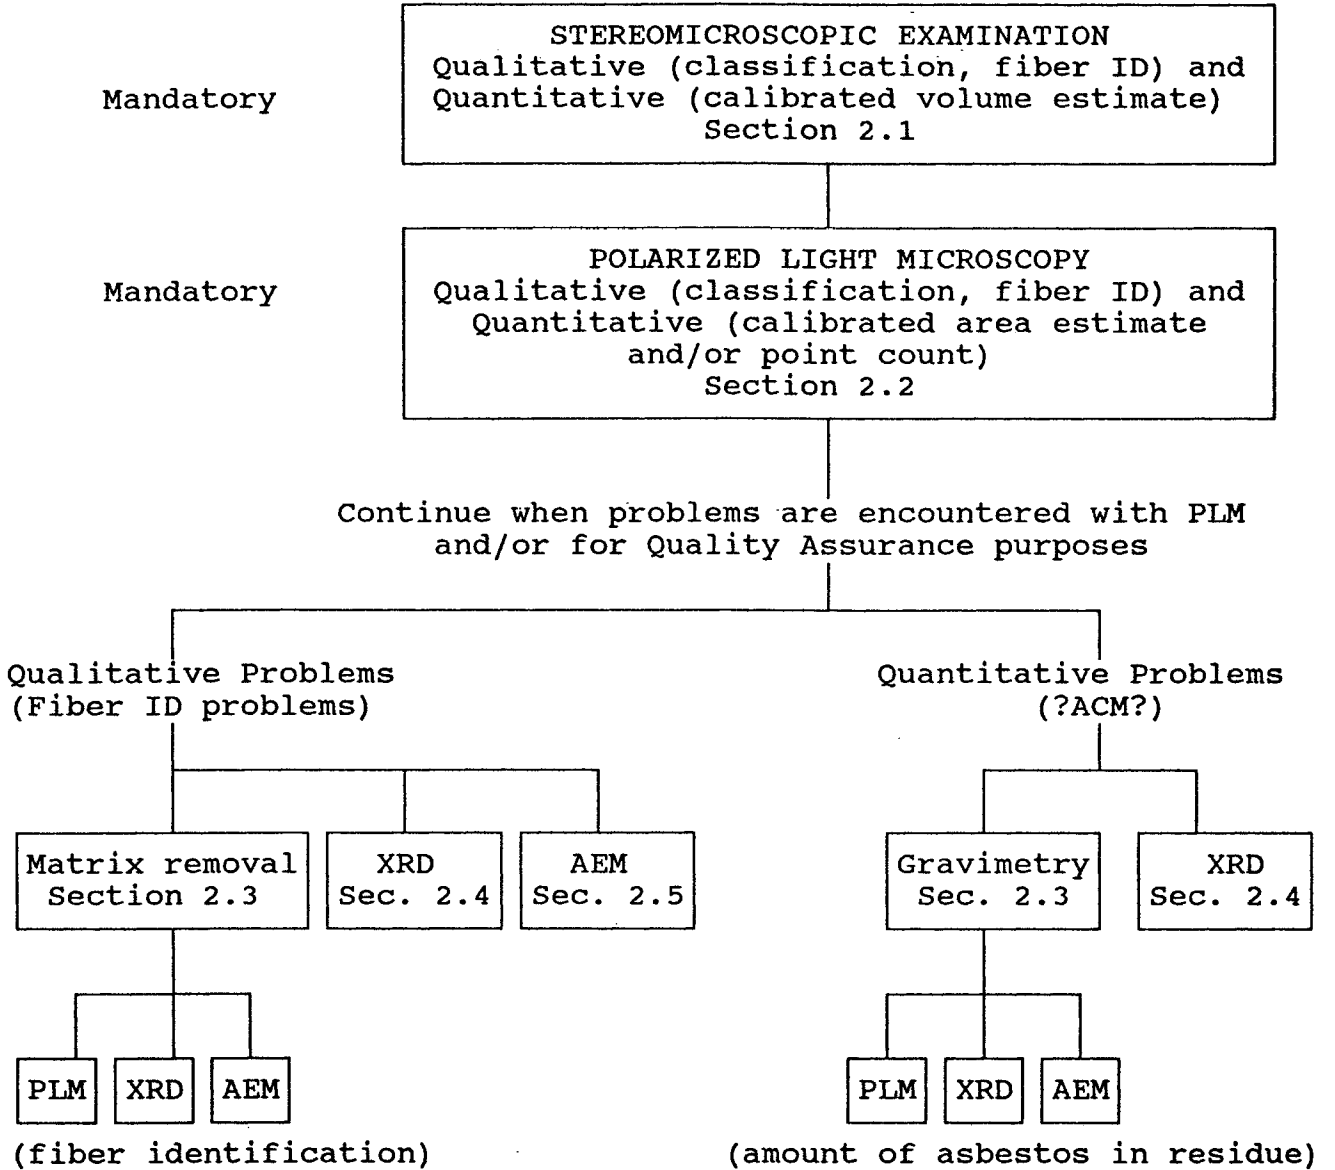 STEREOMICROSCOPIC EXAMINATION
Qualitative (classification, fiber ID) and
Mandatory
Quantitative (calibrated volume estimate)
Section 2.1
POLARIZED LIGHT MICROSCOPY
Mandatory
Qualitative (classification, fiber ID) and
Quantitative (calibrated area estimate
and/or point count)
Section 2.2
Continue when problems are encountered with PLM
and/or for Quality Assurance purposes
Qualitative Problems
(Fiber ID problems)
Quantitative Problems
(?ACM?)
Matrix removal
Section 2.3
XRD
Sec. 2.4
AEM
Sec. 2.5
Gravimetry
Sec. 2.3
XRD
Sec. 2.4
PLM
XRD
AEM
(fiber identification)
PLM
XRD
AEM
(amount of asbestos in residue)